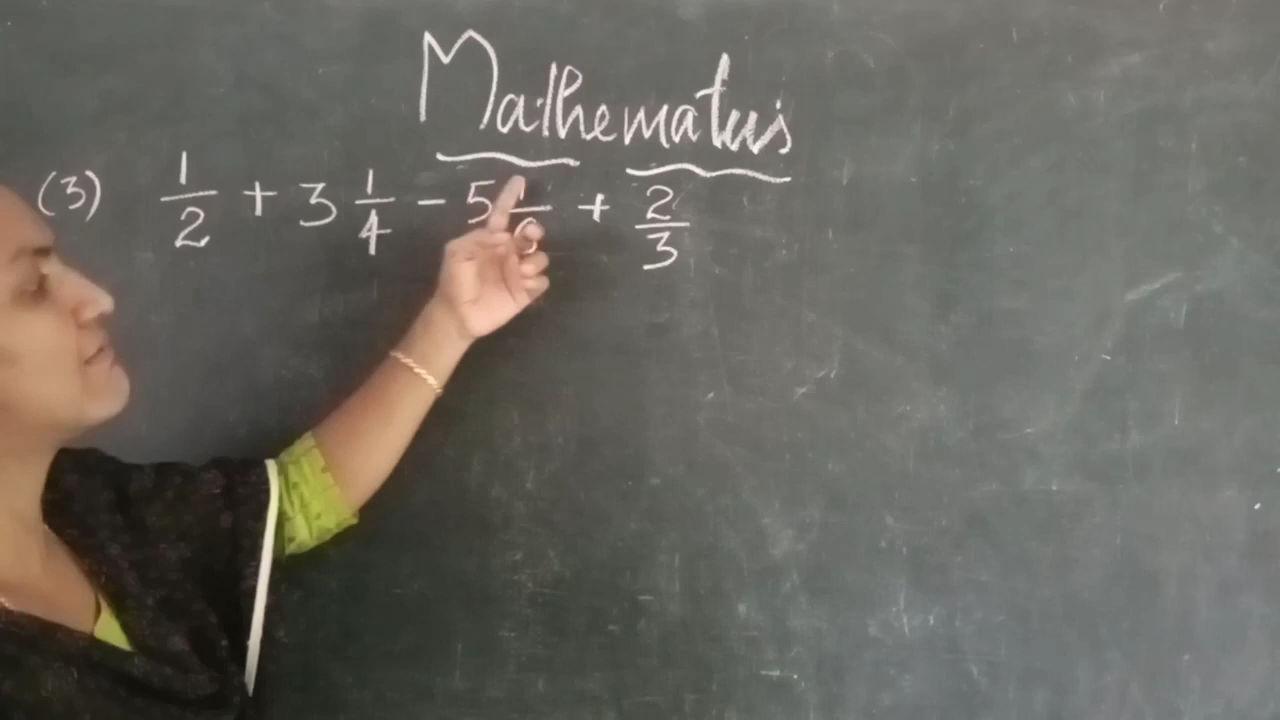 Mathematics
(3) 1/2 + 3 1/4 - 5 + 2/3